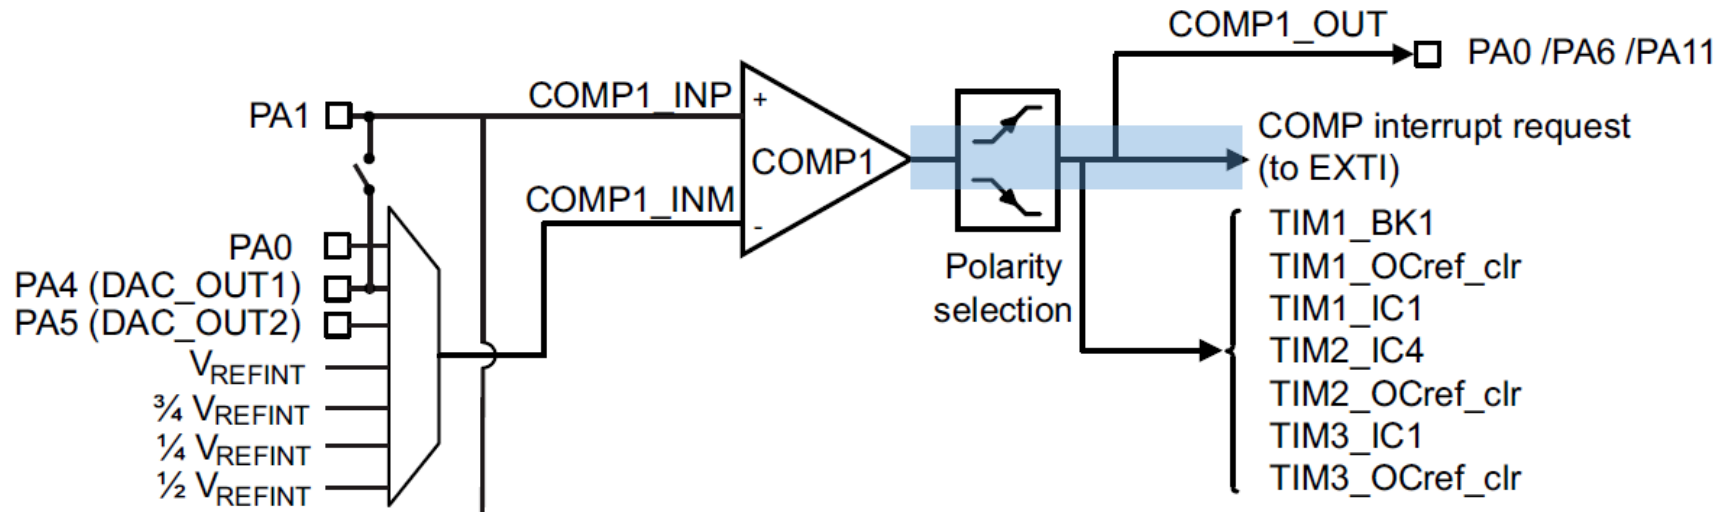 COMP1_OUT
PA0 /PA6 /PA11
PA1
COMP1_INP
+
COMP1
COMP interrupt request
(to EXTI)
COMP1_INM
-
PA0
PA4 (DAC_OUT1)
PA5 (DAC_OUT2)
VREFINT
¾ VREFINT
¼ VREFINT
½ VREFINT
Polarity
selection
TIM1_BK1
TIM1_OCref_clr
TIM1_IC1
TIM2_IC4
TIM2_OCref_clr
TIM3_IC1
TIM3_OCref_clr